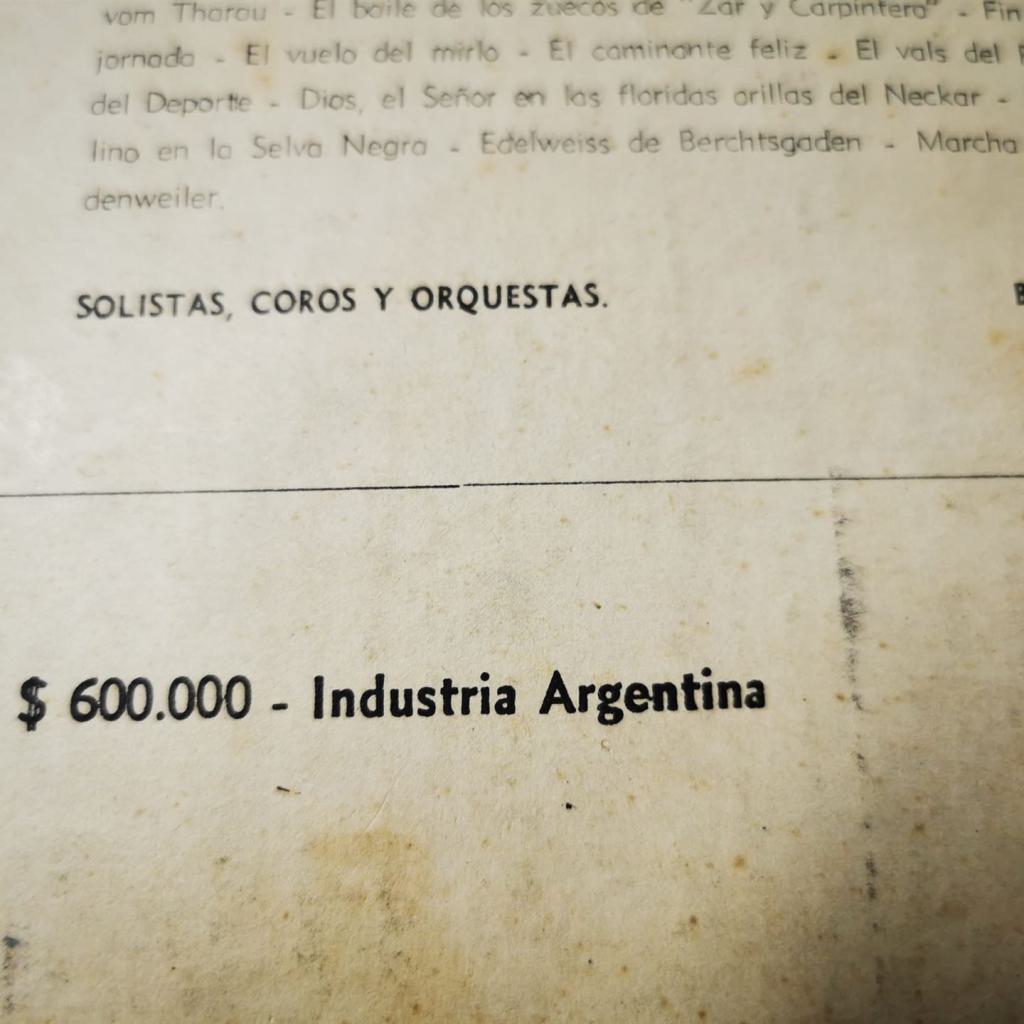 vom Tharau - El baile de los zuecos de "Zar y Carpintero" - Fin
jornada - El vuelo del mirlo - El caminante feliz - El vals del
del Deporte - Dios, el Señor en las floridas orillas del Neckar -
lino en la Selva Negra - Edelweiss de Berchtsgaden - Marcha
denweiler.
SOLISTAS, COROS Y ORQUESTAS.
$ 600.000 - Industria Argentina